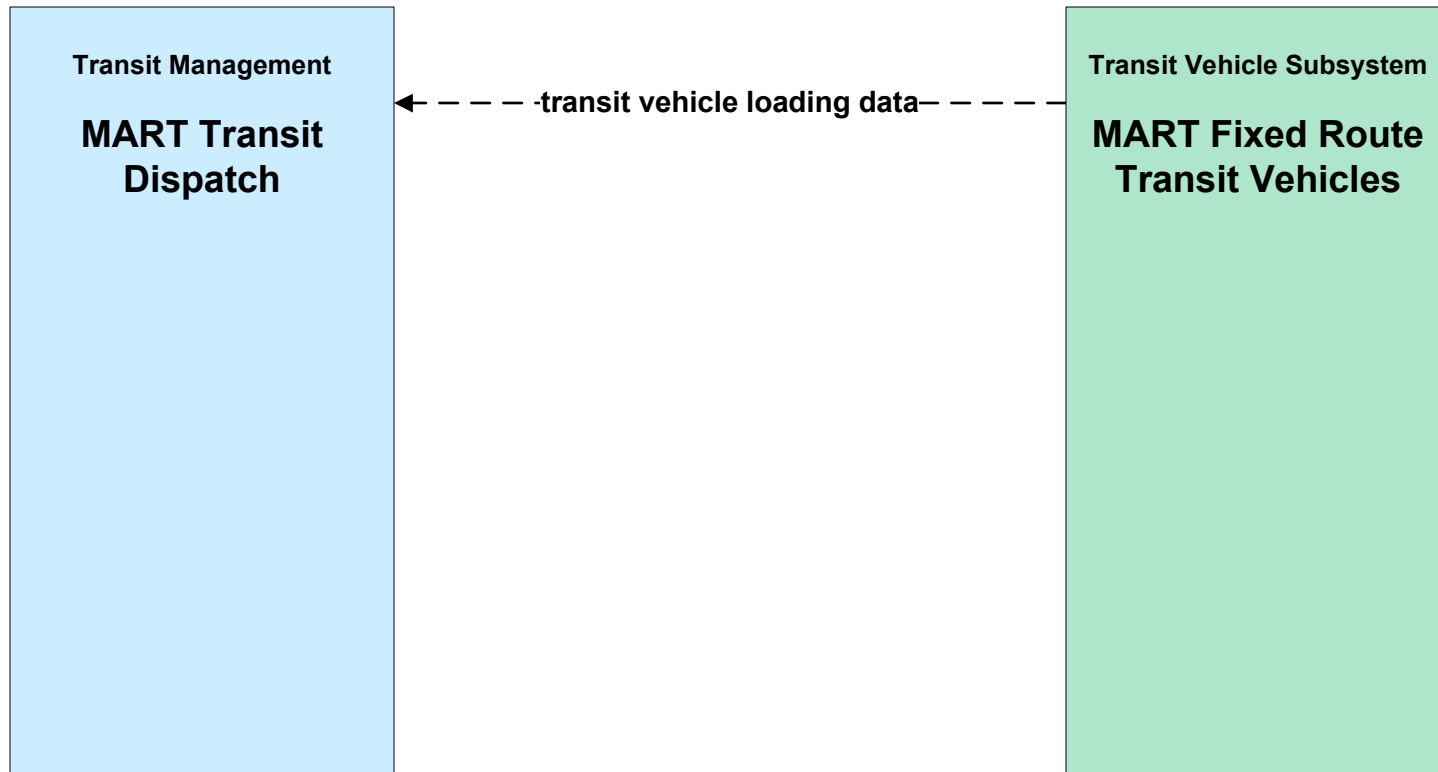 Transit Management
MART Transit
Dispatch
transit vehicle loading data
Transit Vehicle Subsystem
MART Fixed Route
Transit Vehicles